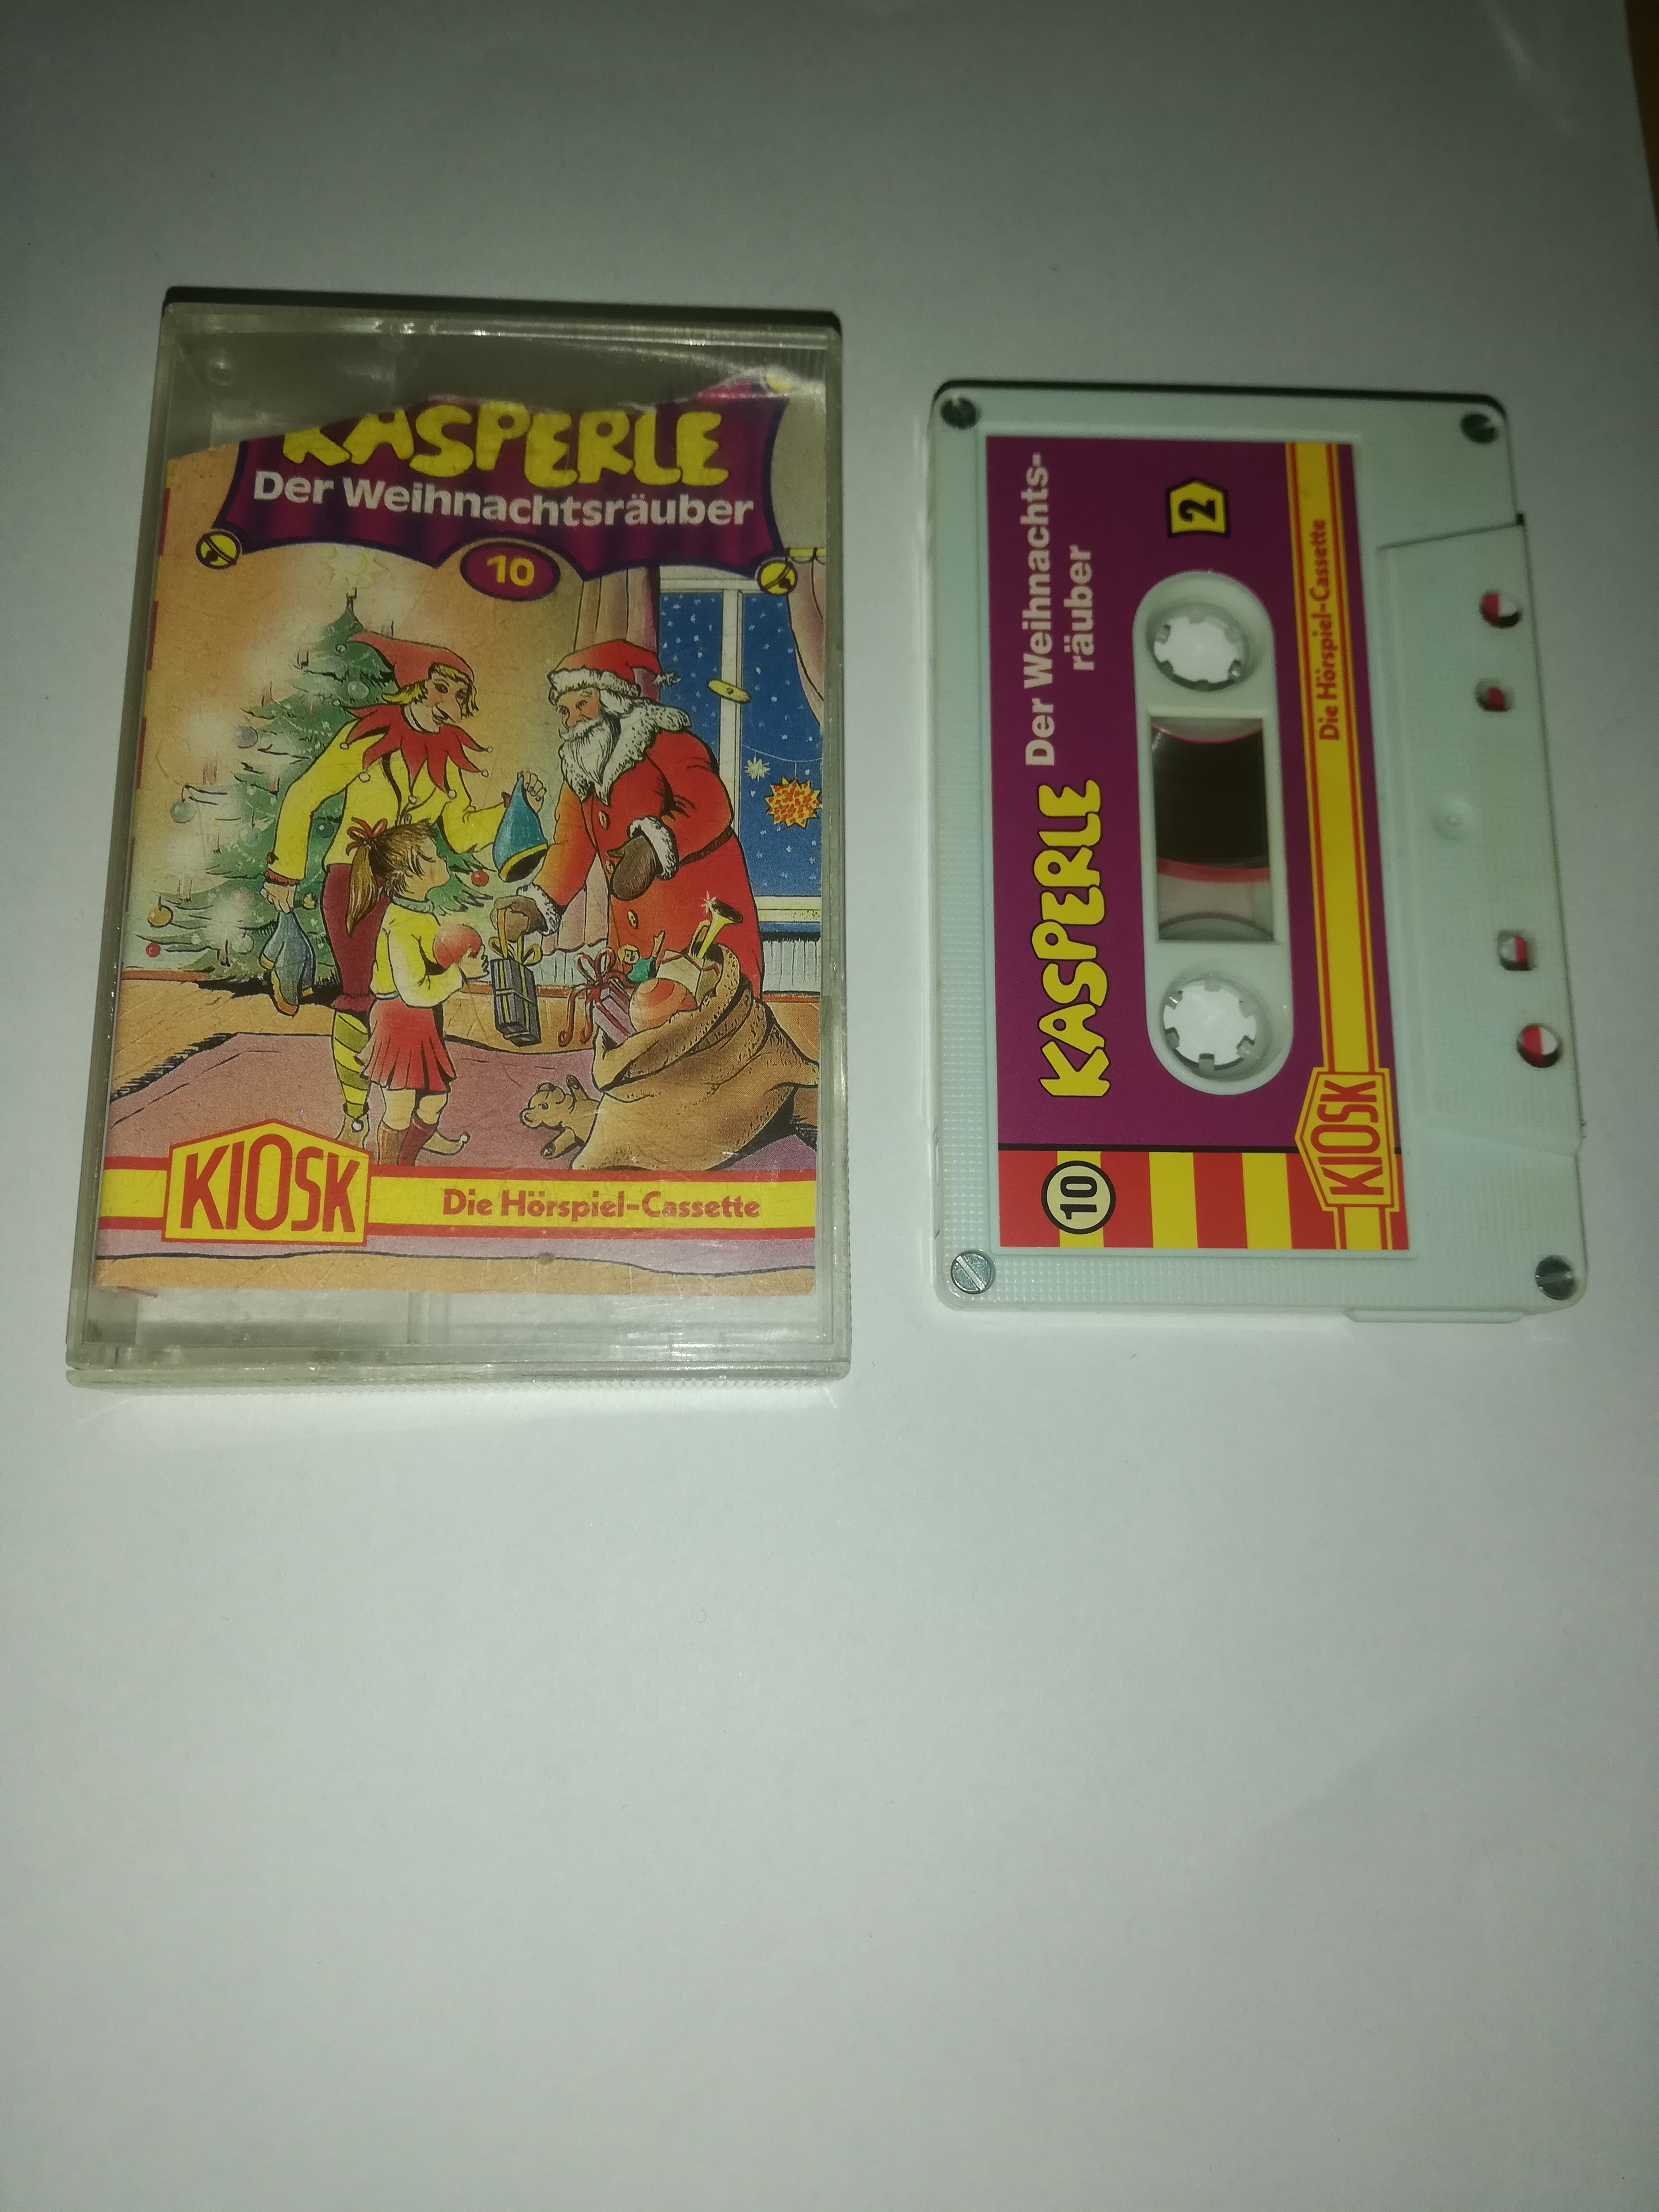 KASPERLE
Der Weihnachtsräuber
10
KIOSK
Die Hörspiel-Cassette
10
KASPERLE
Der Weihnachts-
räuber
2
KIOSK
Die Hörspiel-Cassette